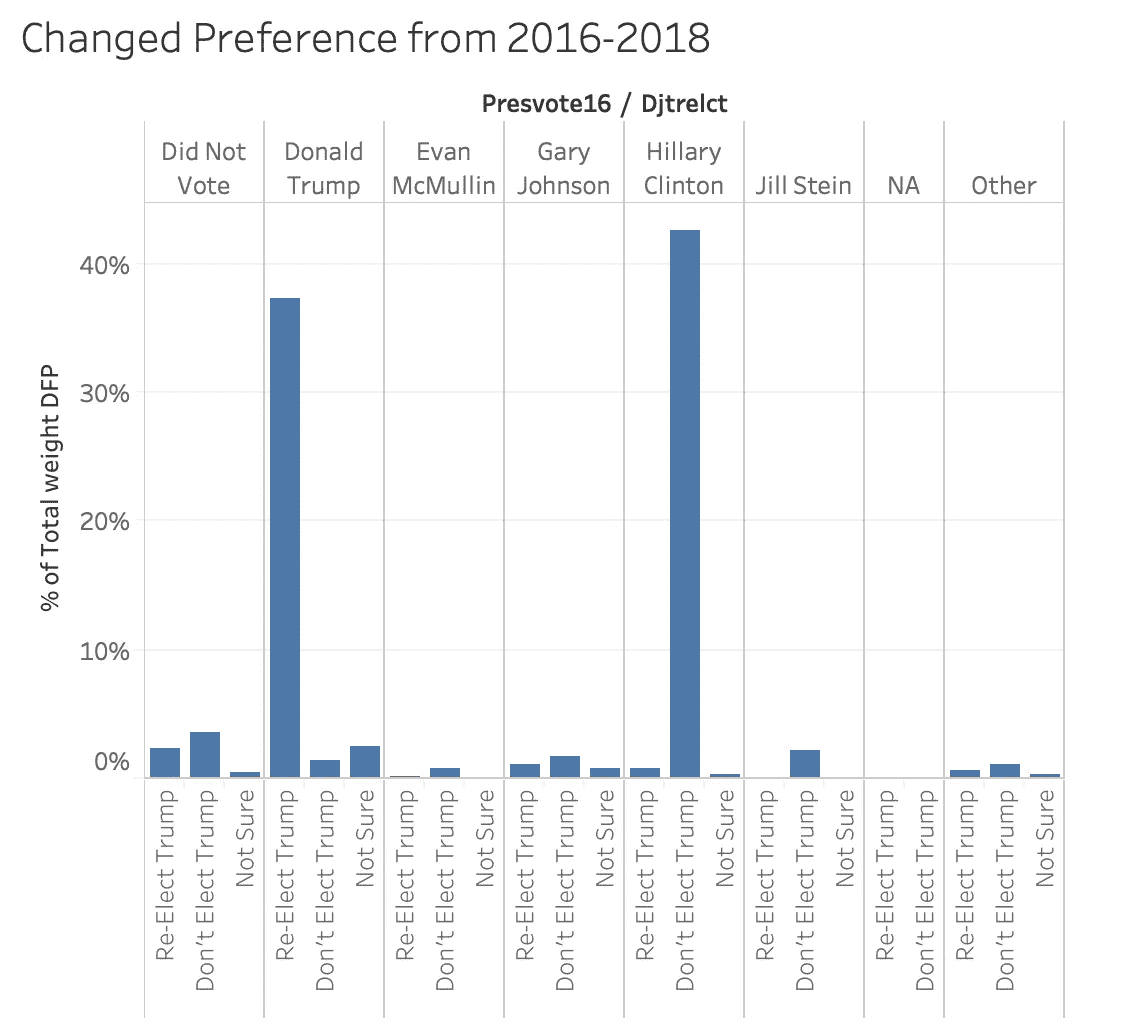 Changed Preference from 2016-2018
Presvote16 / Djtrelct
Did Not
Vote
Donald
Trump
Evan
McMullin
Gary
Johnson
Hillary
Clinton
Jill Stein
NA
Other
% of Total weight DFP
40%
30%
20%
10%
0%
Re-Elect Trump
Don't Elect Trump
Not Sure
Re-Elect Trump
Don't Elect Trump
Not Sure
Re-Elect Trump
Don't Elect Trump
Not Sure
Re-Elect Trump
Don't Elect Trump
Not Sure
Re-Elect Trump
Don't Elect Trump
Not Sure
Re-Elect Trump
Don't Elect Trump
Not Sure
Re-Elect Trump
Don't Elect Trump
Re-Elect Trump
Don't Elect Trump
Not Sure